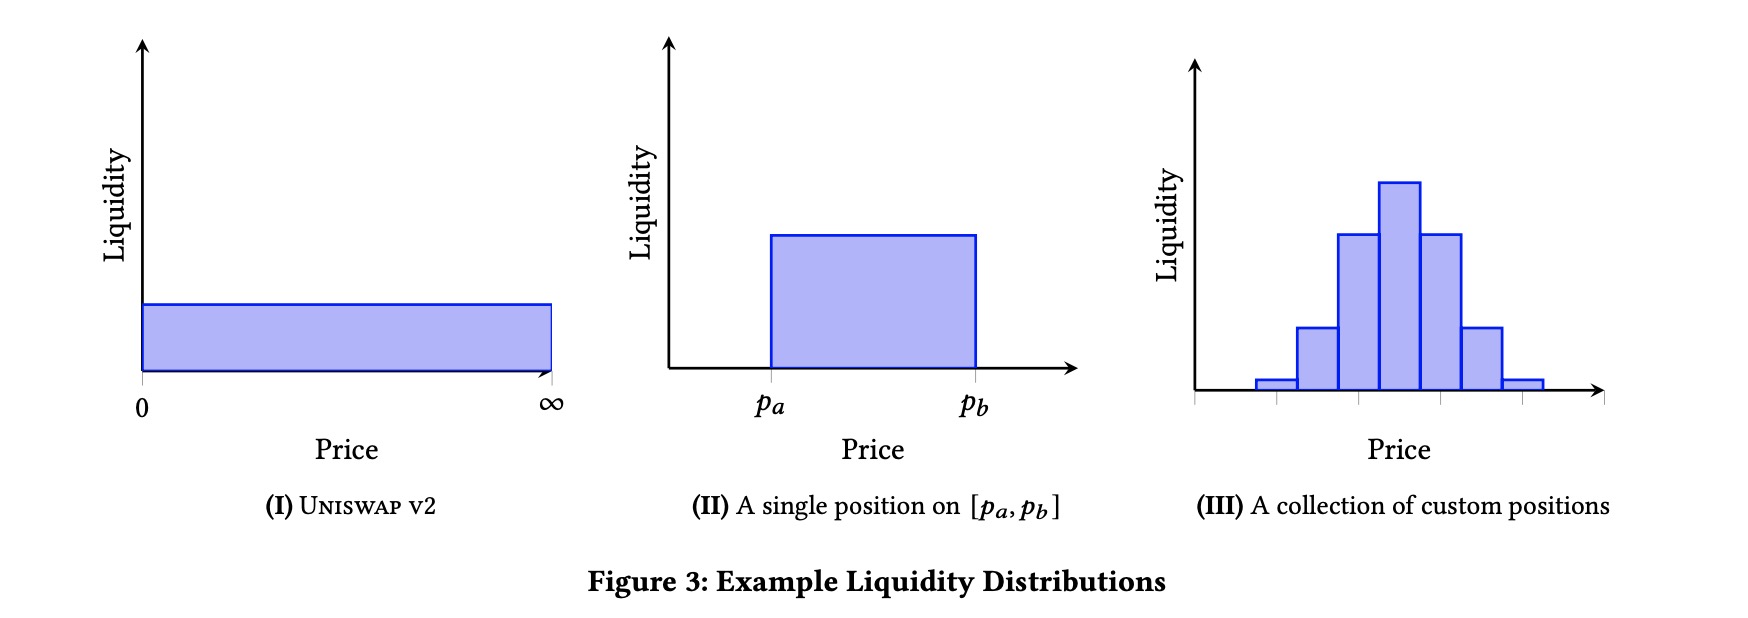 Liquidity
0
∞
Price
(I) Uniswap v2
Liquidity
pa
pb
Price
(II) A single position on [pa, pb]
Liquidity
Price
(III) A collection of custom positions
Figure 3: Example Liquidity Distributions